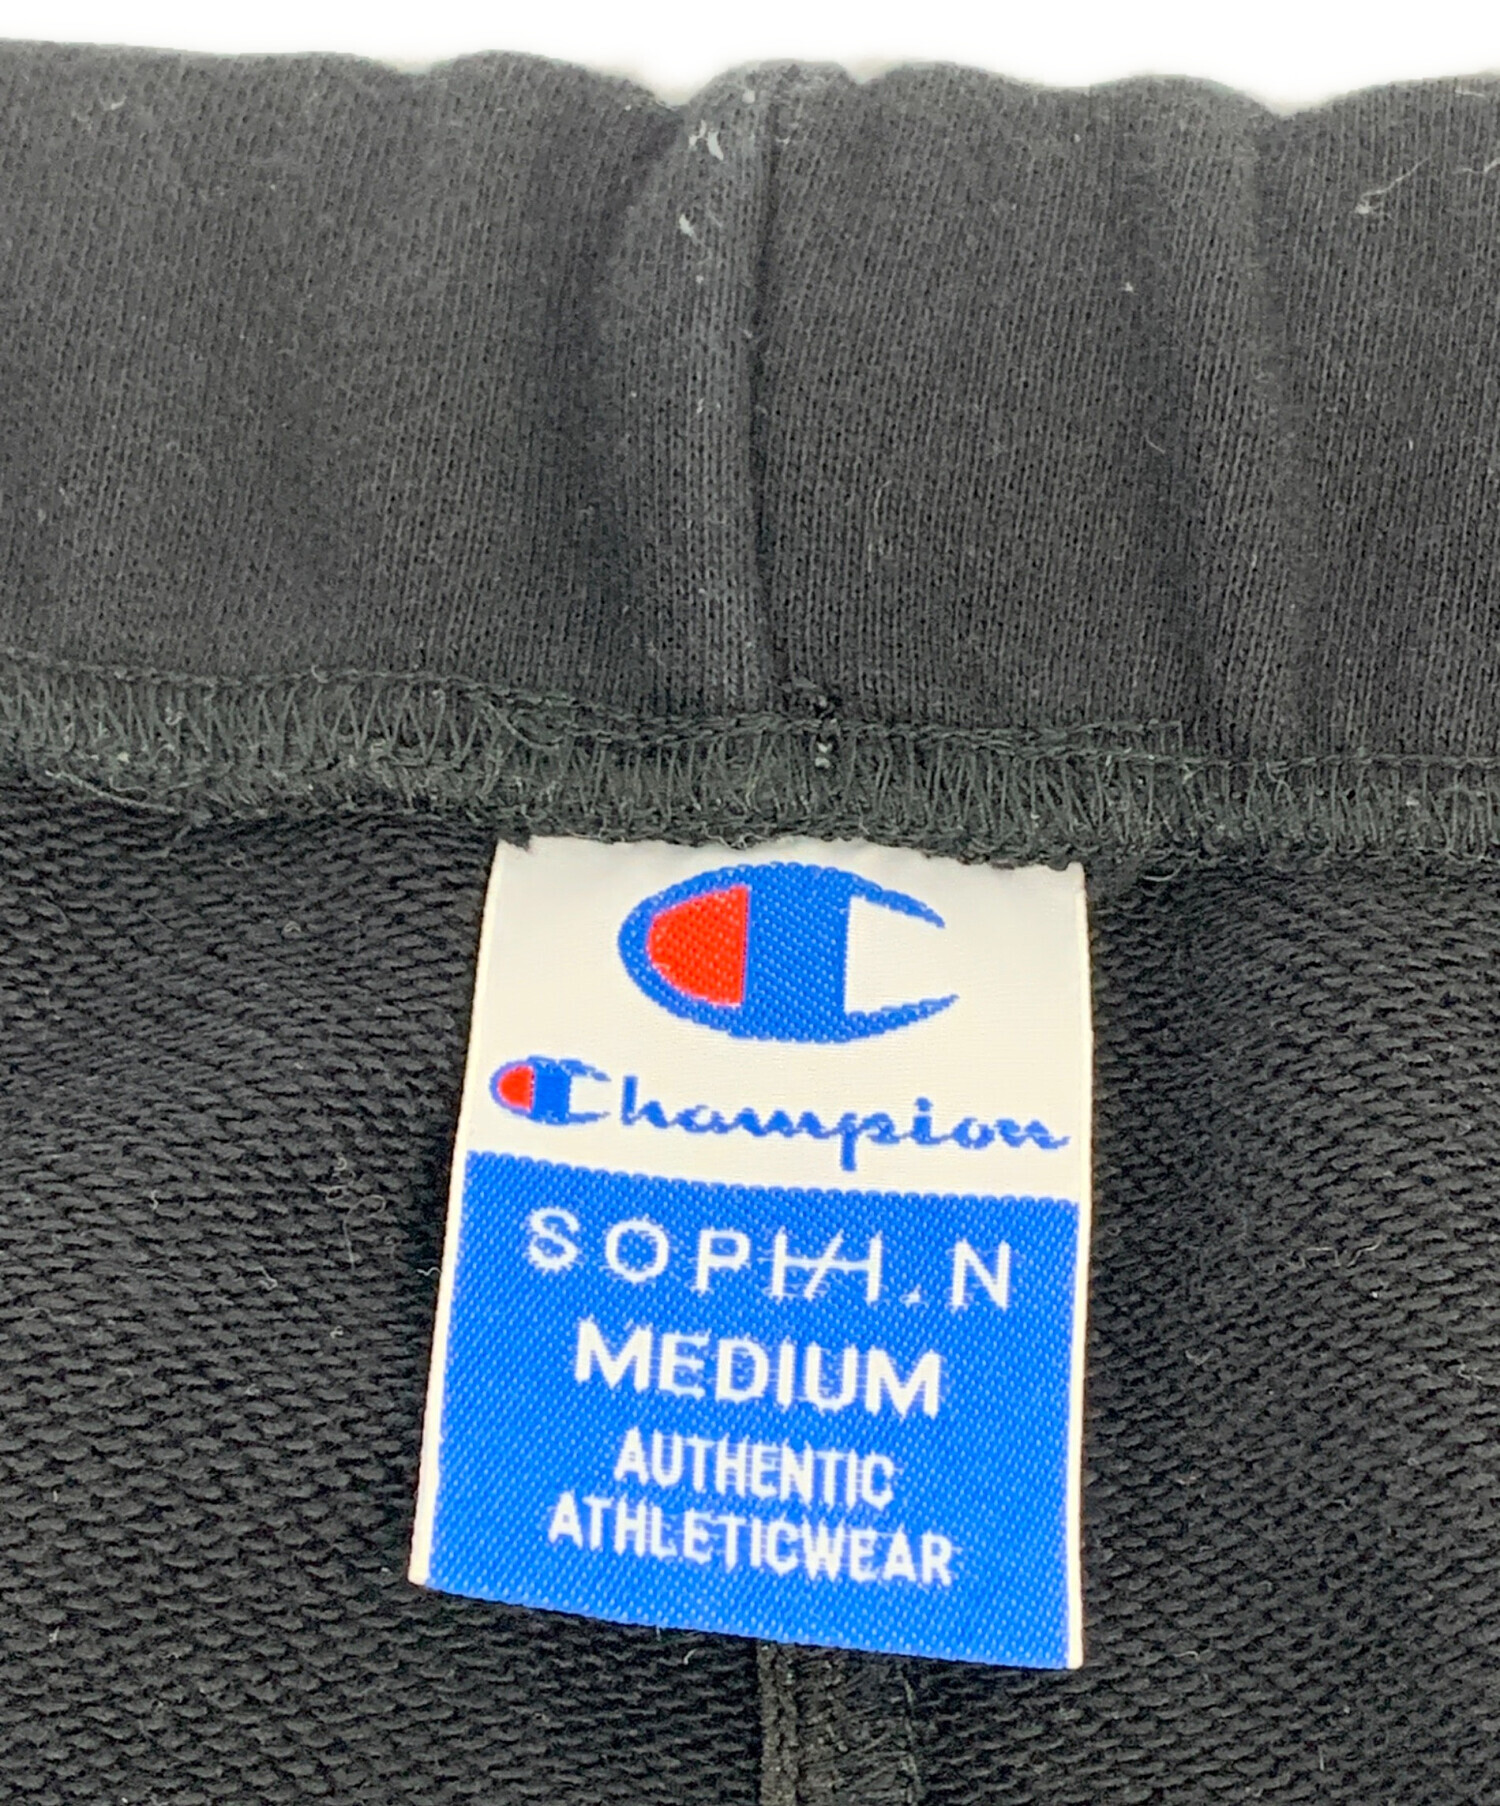 Champion
SOPH.N
MEDIUM
AUTHENTIC
ATHLETICWEAR